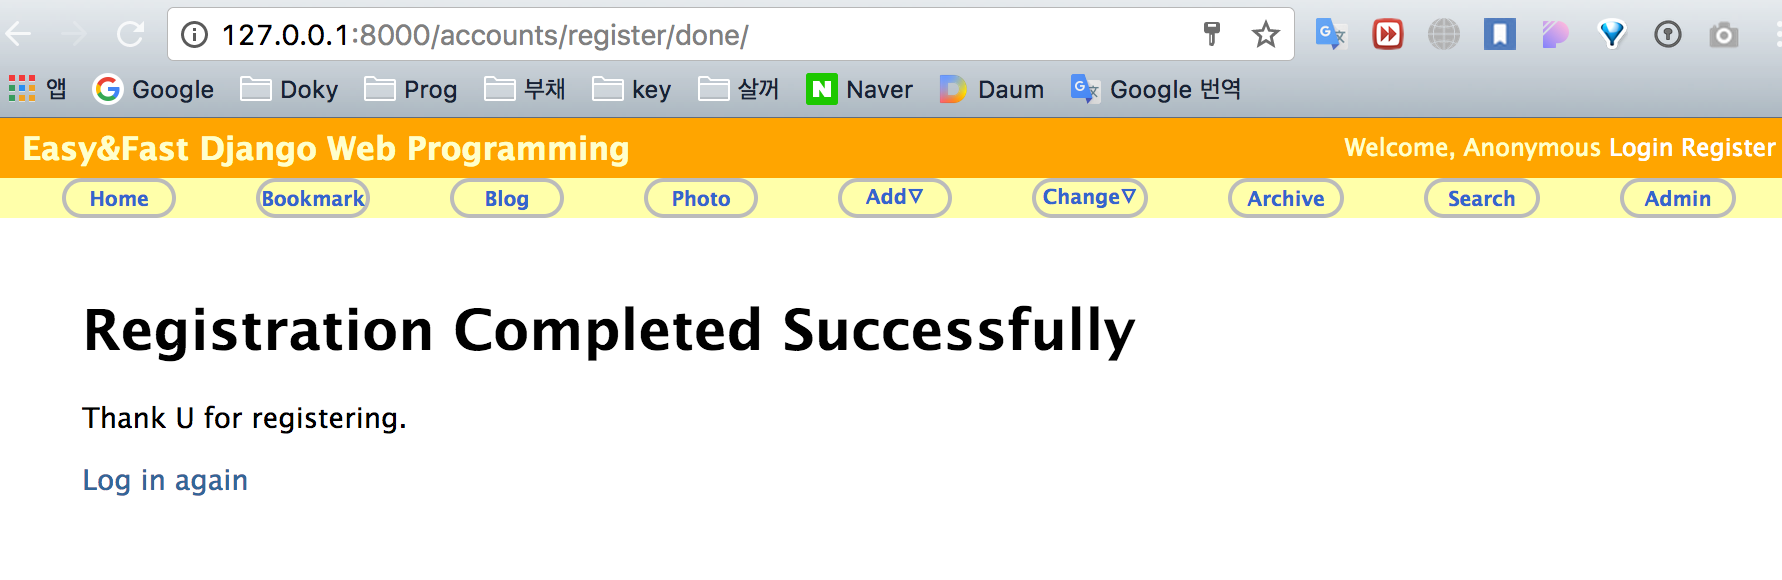 127.0.0.1:8000/accounts/register/done/
앱 Google Doky Prog 부채 key 살꺼 Naver Daum Google 번역
Easy&Fast Django Web Programming Welcome, Anonymous Login Register
Home Bookmark Blog Photo Add▽ Change▽ Archive Search Admin
Registration Completed Successfully
Thank U for registering.
Log in again